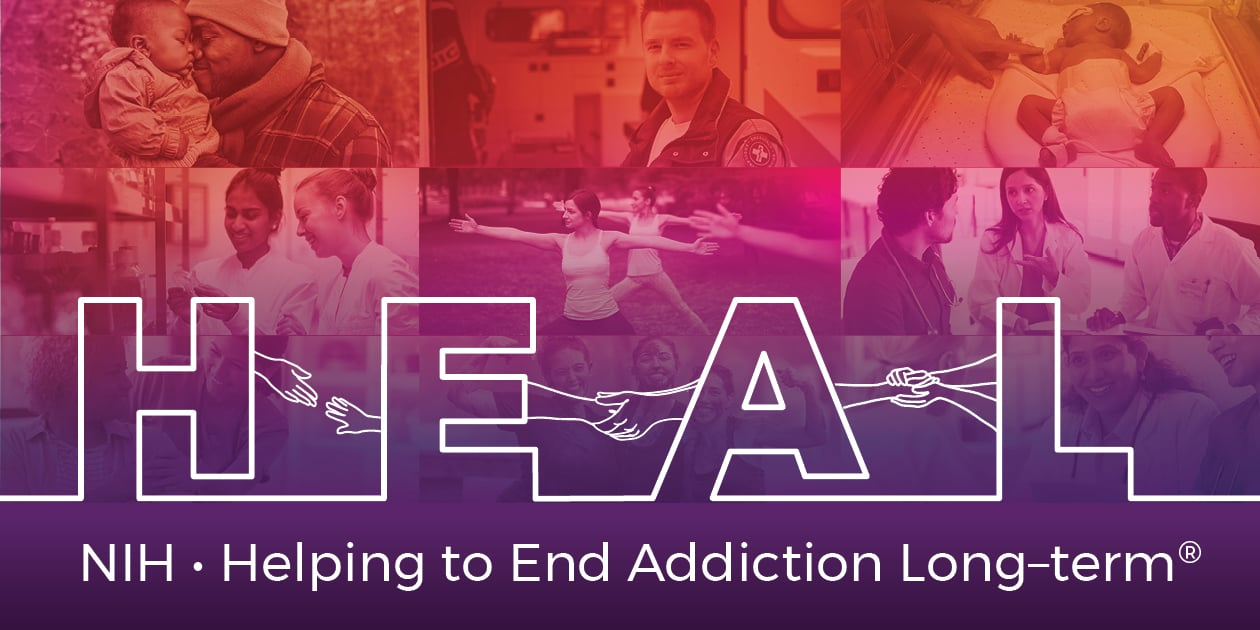 HEAL
NIH • Helping to End Addiction Long–term®